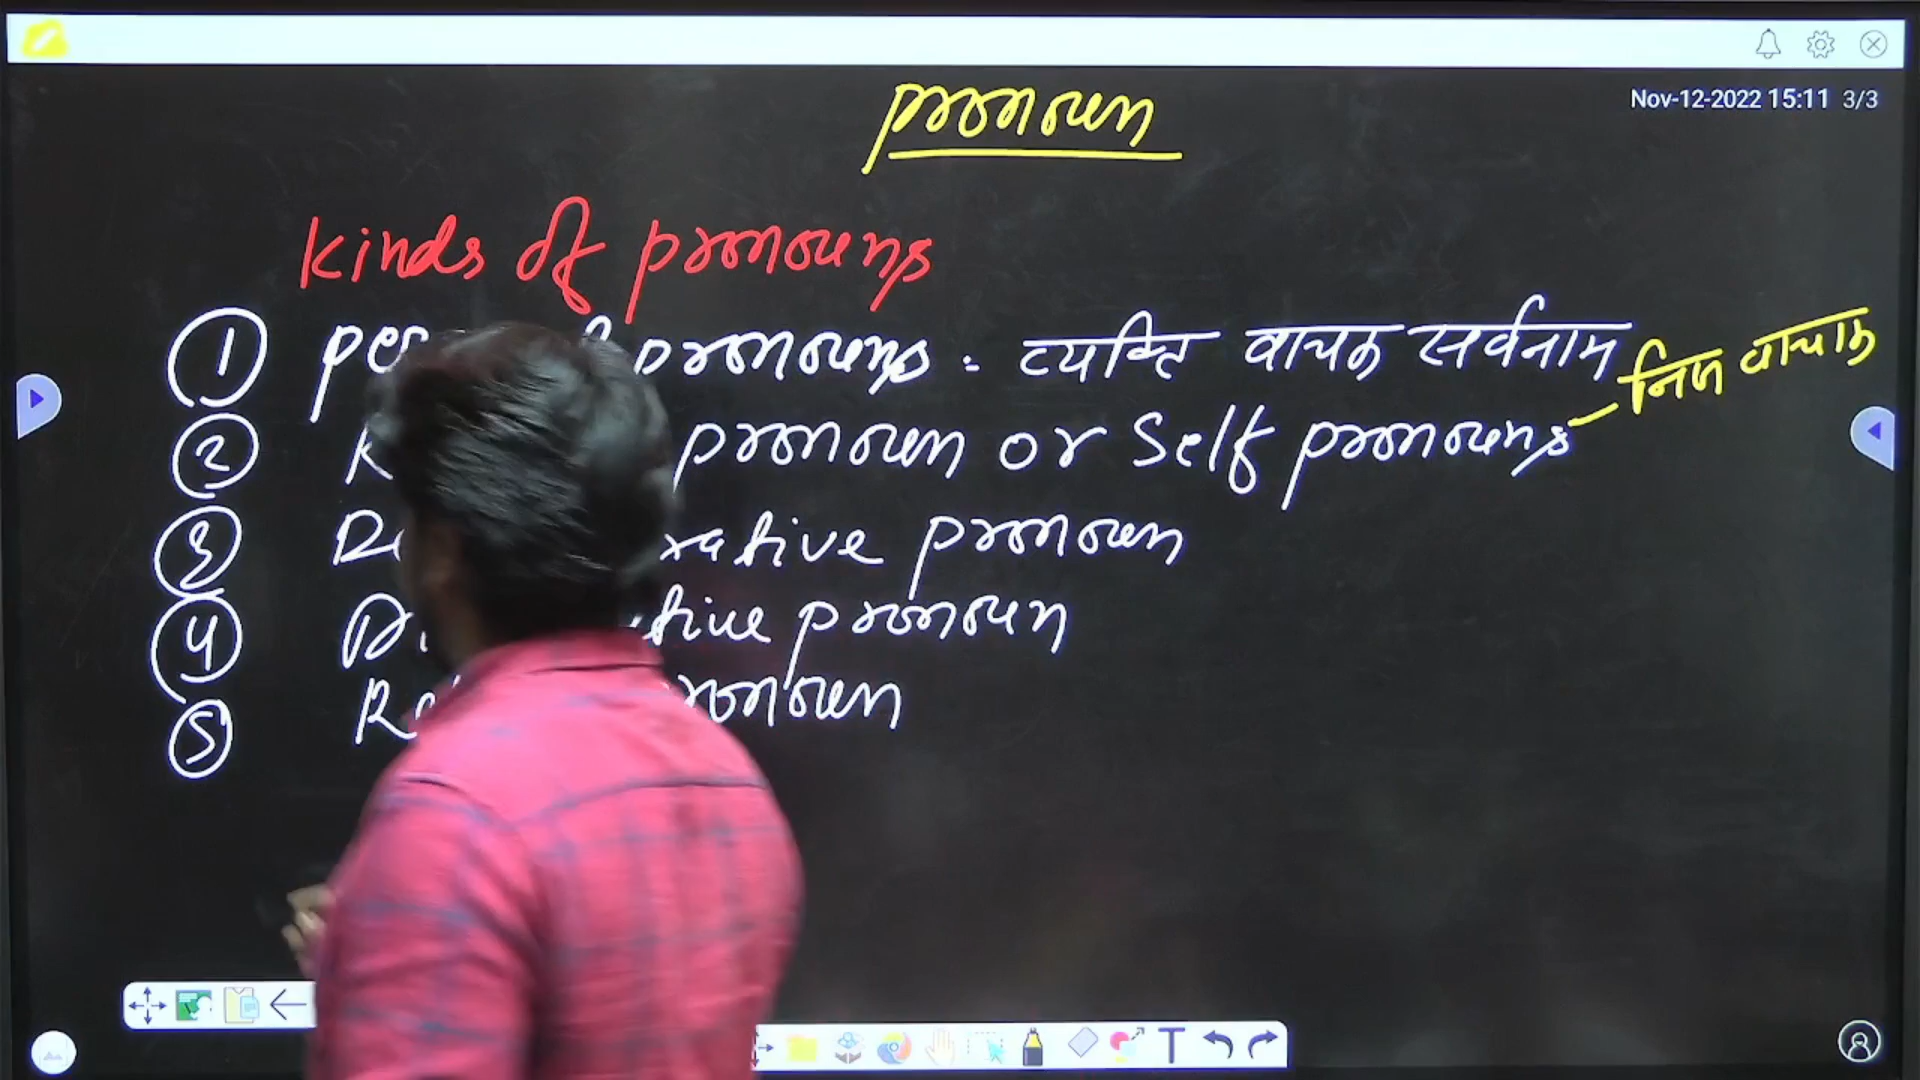 Nov-12-2022 15:11 3/3
pronoun
Kinds of pronouns
1 pronouns : व्यक्ति वाचक सर्वनाम
2 pronoun or Self pronouns - निज वाचक
3 pronoun
4 pronoun
5